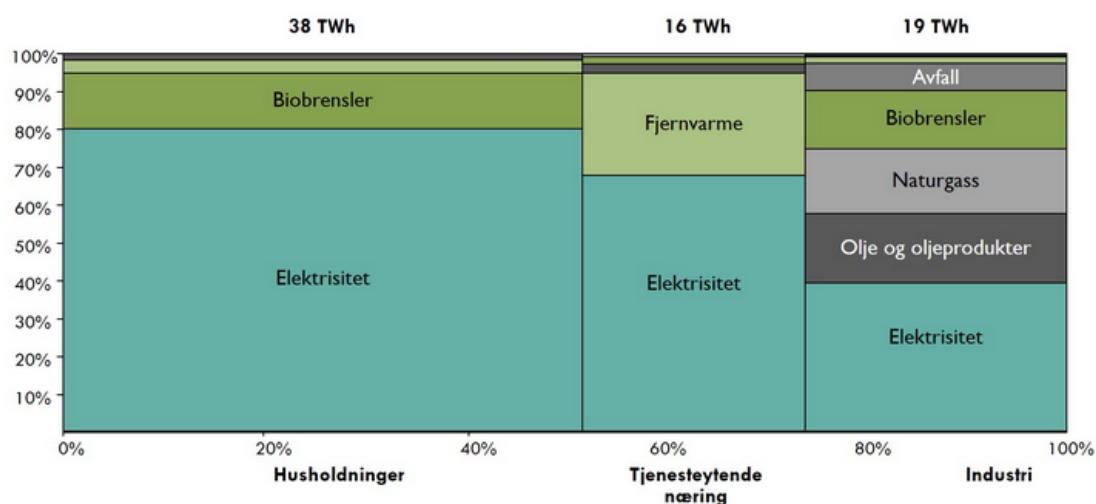 38 TWh 16 TWh 19 TWh
100%
90%
80%
70%
60%
50%
40%
30%
20%
10%
Biobrensler
Elektrisitet
Fjernvarme
Elektrisitet
Avfall
Biobrensler
Naturgass
Olje og oljeprodukter
Elektrisitet
0% 20% 40% 60% 80% 100%
Husholdninger Tjenesteytende Industri
næring